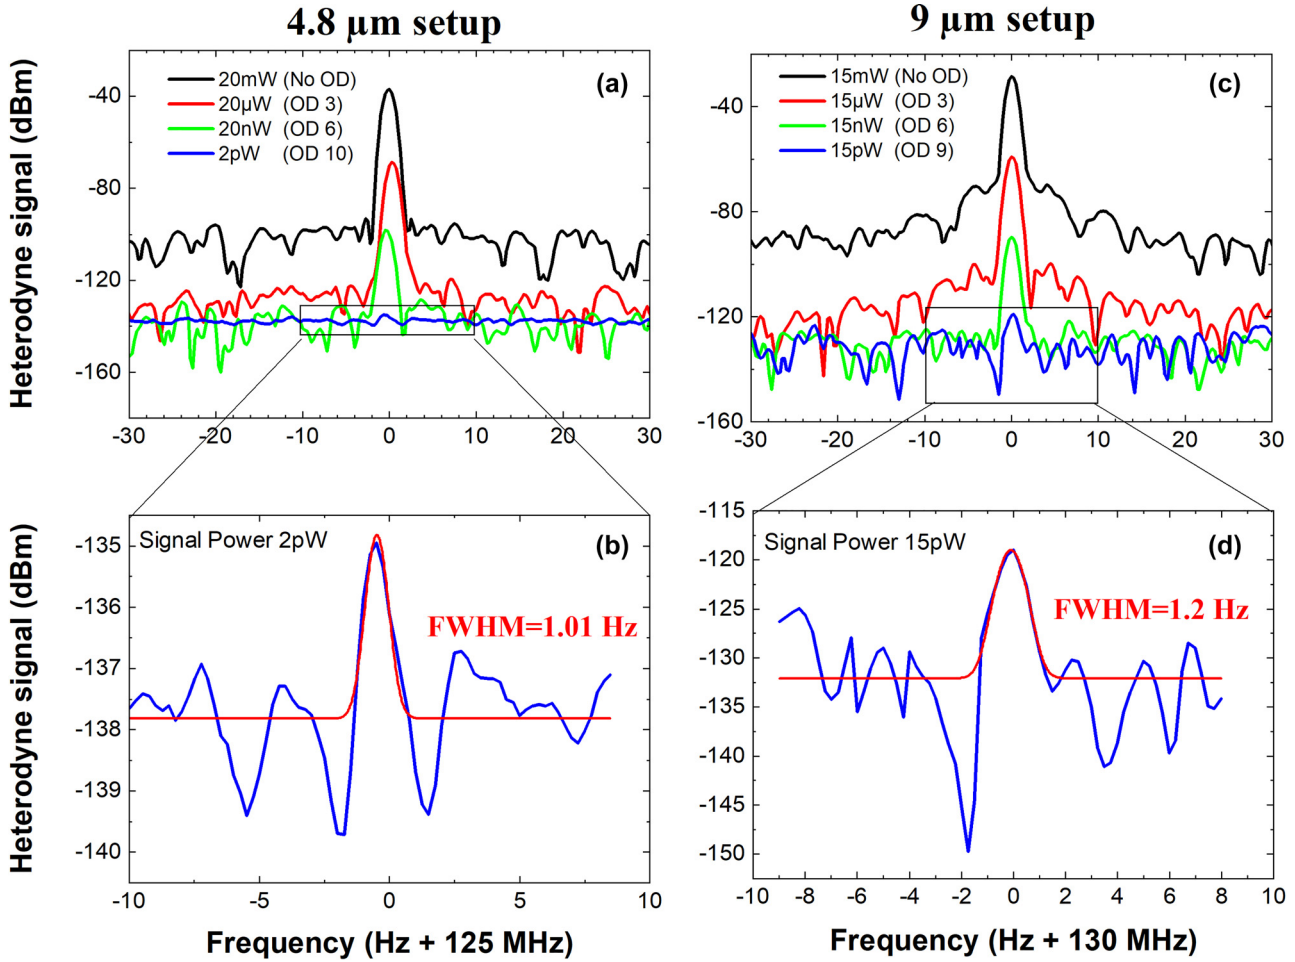 4.8 µm setup
Heterodyne signal (dBm)
20mW (No OD)
20µW (OD 3)
20nW (OD 6)
2pW (OD 10)
(a)
-40
-80
-120
-160
-30 -20 -10 0 10 20 30
9 µm setup
15mW (No OD)
15µW (OD 3)
15nW (OD 6)
15pW (OD 9)
(c)
-40
-80
-120
-160
-30 -20 -10 0 10 20 30
Heterodyne signal (dBm)
Signal Power 2pW
(b)
FWHM=1.01 Hz
-135
-136
-137
-138
-139
-140
-10 -5 0 5 10
Frequency (Hz + 125 MHz)
Signal Power 15pW
(d)
FWHM=1.2 Hz
-115
-120
-125
-130
-135
-140
-145
-150
-10 -8 -6 -4 -2 0 2 4 6 8 10
Frequency (Hz + 130 MHz)